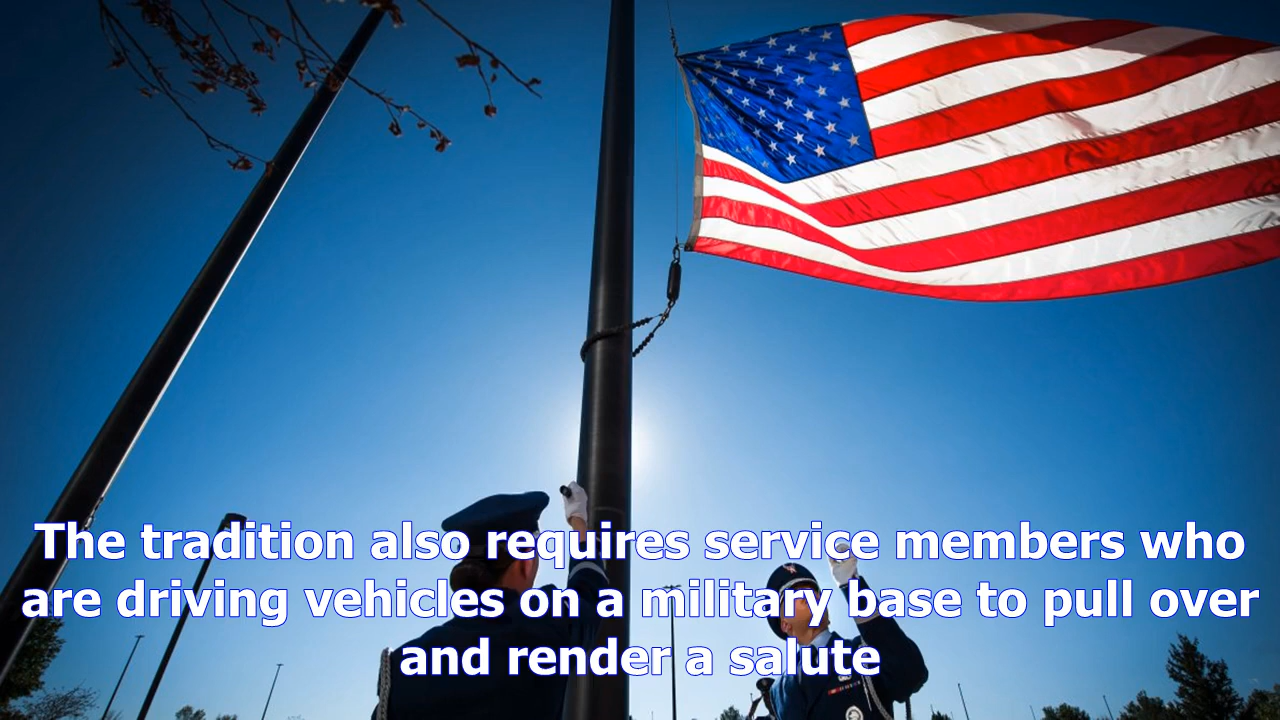 The tradition also requires service members who
are driving vehicles on a military base to pull over
and render a salute